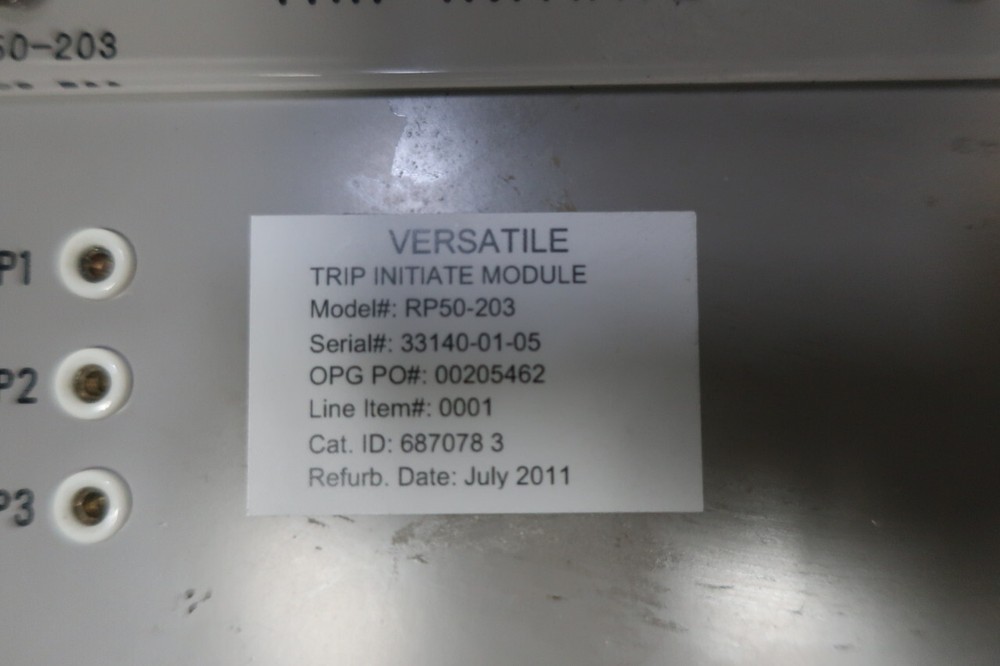 50-203
P1
P2
P3
VERSATILE
TRIP INITIATE MODULE
Model#: RP50-203
Serial#: 33140-01-05
OPG PO#: 00205462
Line Item#: 0001
Cat. ID: 687078 3
Refurb. Date: July 2011